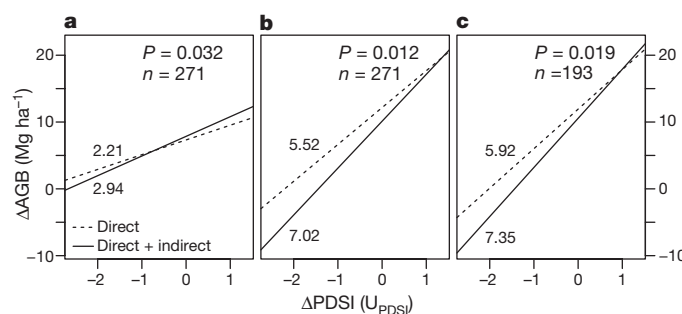 a
b
c
P = 0.032
n = 271
P = 0.012
n = 271
P = 0.019
n =193
20
10
0
−10
ΔAGB (Mg ha⁻¹)
2.21
2.94
Direct
Direct + indirect
5.52
7.02
5.92
7.35
20
10
0
−10
−2 −1 0 1
−2 −1 0 1
−2 −1 0 1
ΔPDSI (U_PDSI)